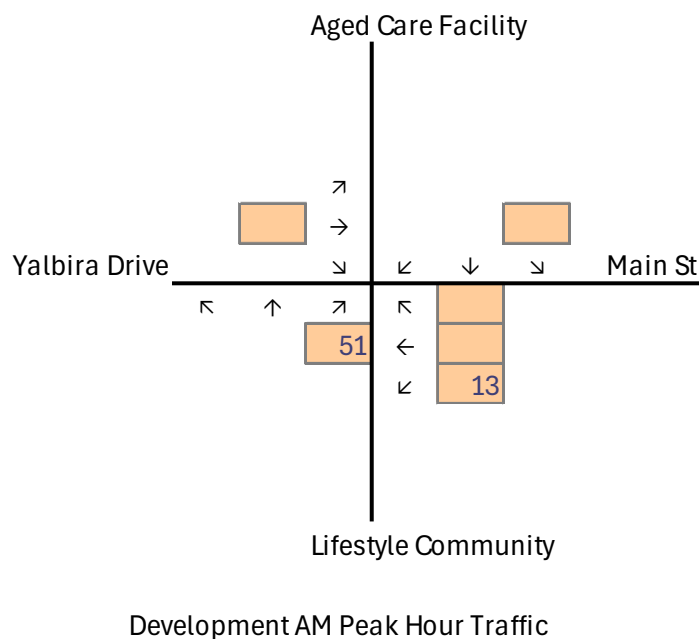 Aged Care Facility
Yalbira Drive
Main St
51
13
Lifestyle Community
Development AM Peak Hour Traffic